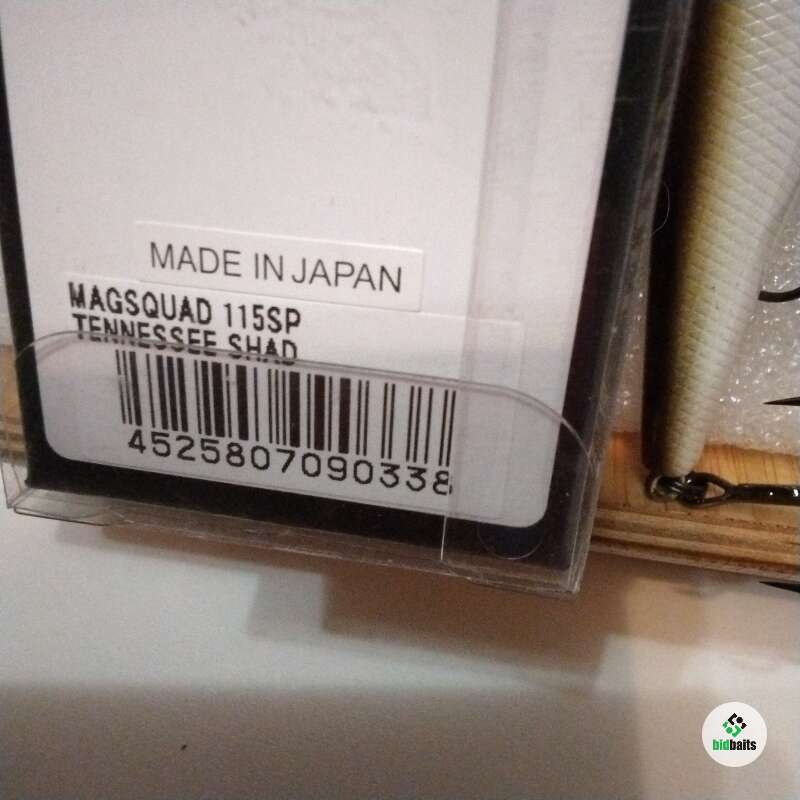 MADE IN JAPAN
MAGSQUAD 115SP
TENNESSEE SHAD
4525807090338
bidbaits